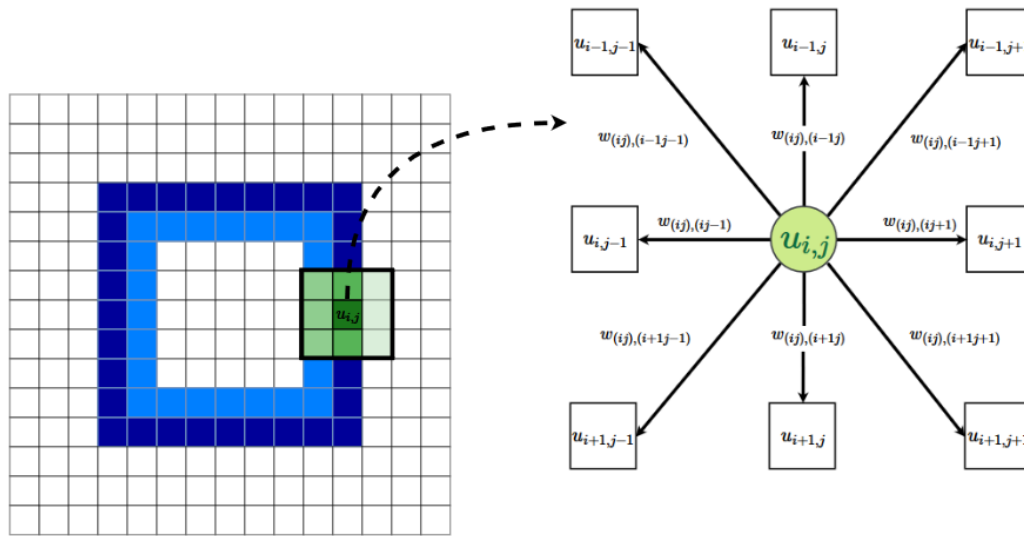 u_{i-1,j-1}
u_{i-1,j}
u_{i-1,j+
w_{(ij),(i-1j-1)}
w_{(ij),(i-1j)}
w_{(ij),(i-1j+1)}
u_{i,j-1}
w_{(ij),(ij-1)}
u_{i,j}
w_{(ij),(ij+1)}
u_{i,j+1}
u_{i,j}
w_{(ij),(i+1j-1)}
w_{(ij),(i+1j)}
w_{(ij),(i+1j+1)}
u_{i+1,j-1}
u_{i+1,j}
u_{i+1,j+1}